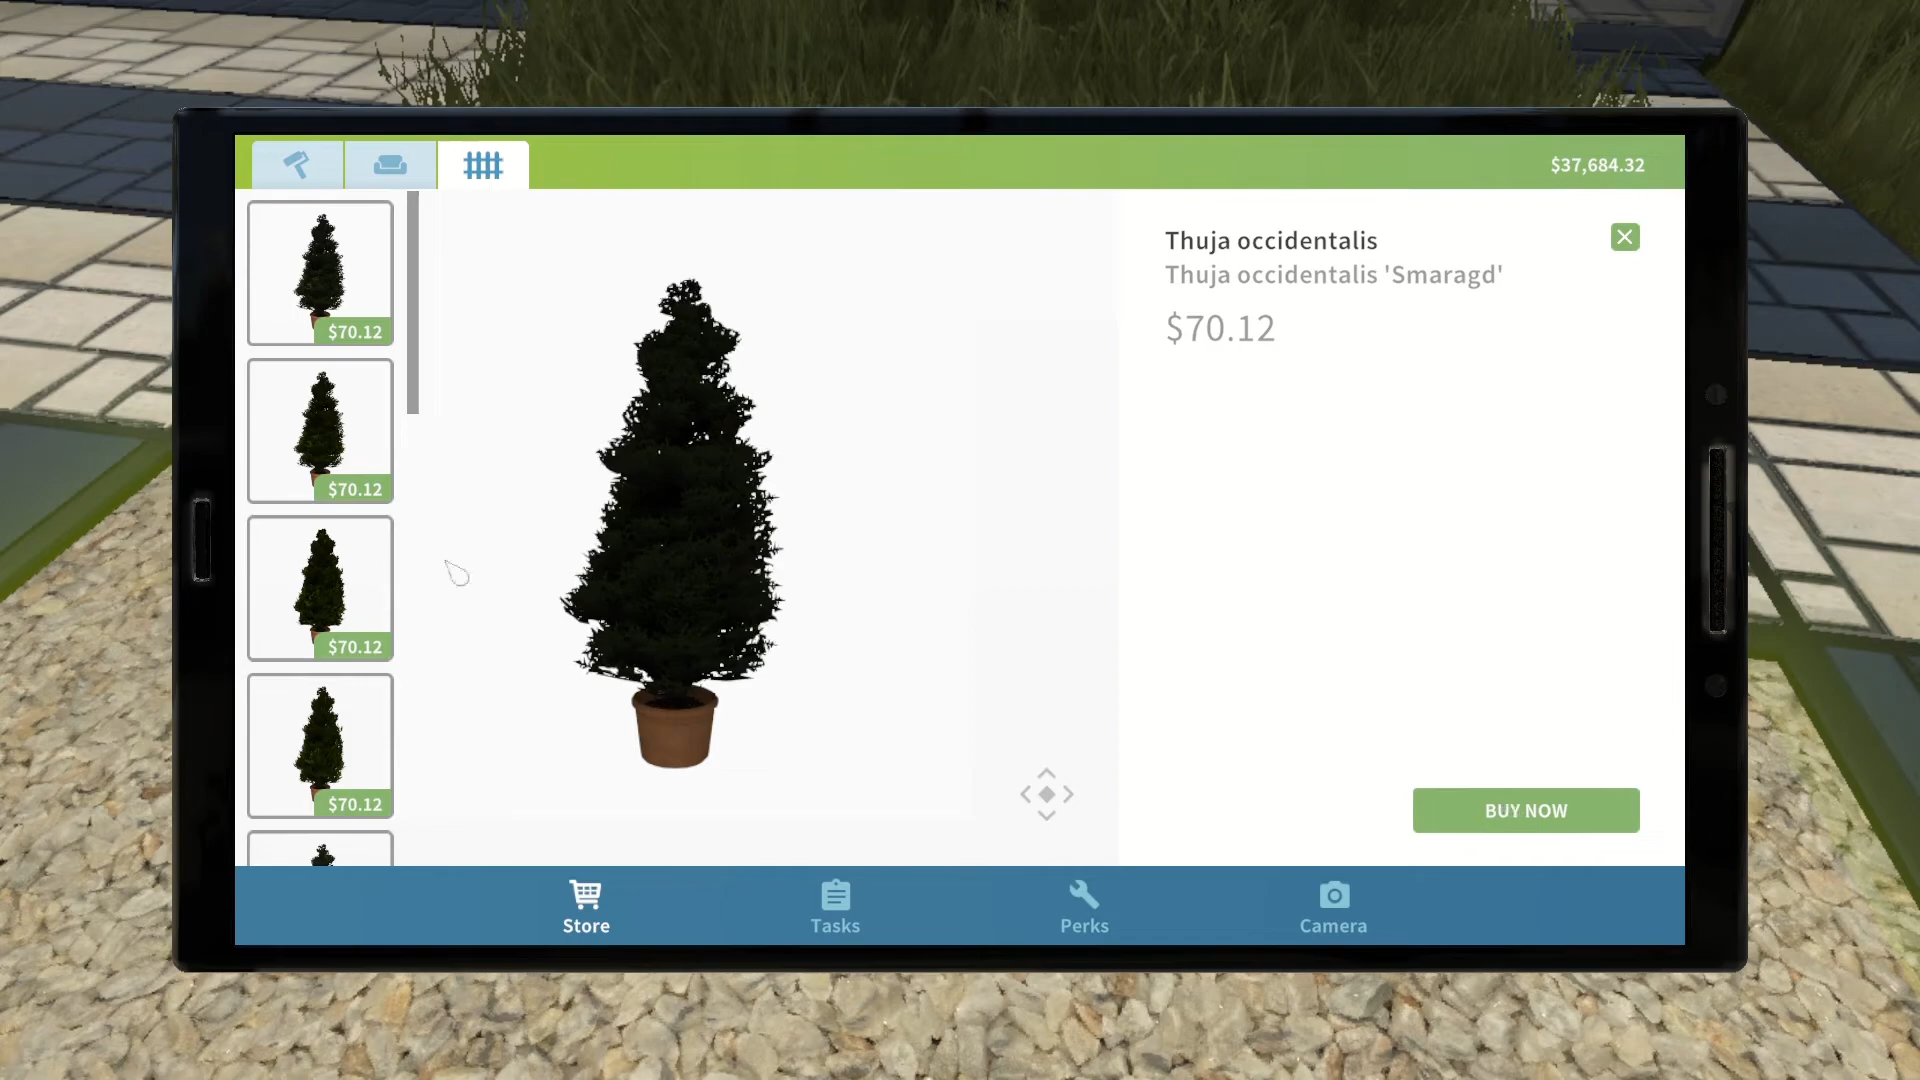 $37,684.32
$70.12
$70.12
$70.12
$70.12
Thuja occidentalis
Thuja occidentalis 'Smaragd'
$70.12
BUY NOW
Store
Tasks
Perks
Camera